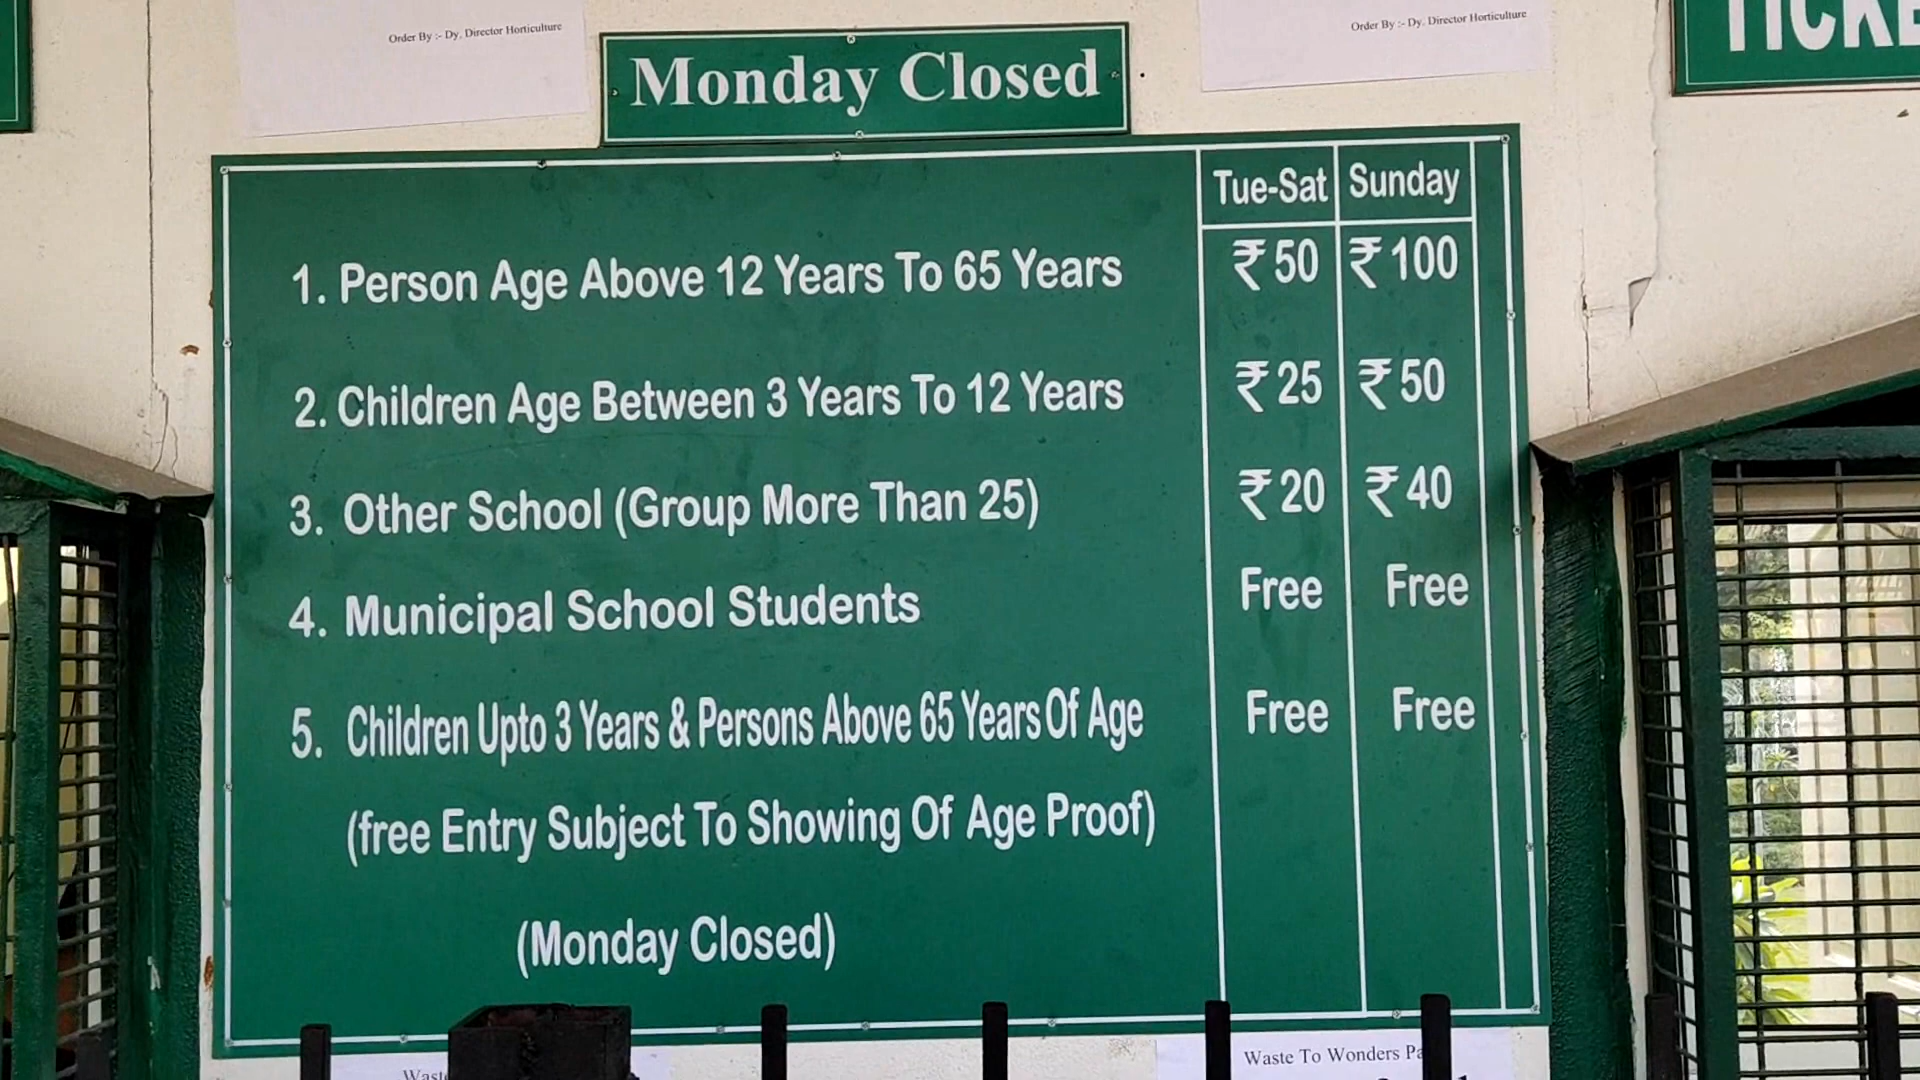 Order By :- Dy. Director Horticulture
Order By :- Dy. Director Horticulture
Monday Closed
Tue-Sat Sunday
1. Person Age Above 12 Years To 65 Years ₹50 ₹100
2. Children Age Between 3 Years To 12 Years ₹25 ₹50
3. Other School (Group More Than 25) ₹20 ₹40
4. Municipal School Students Free Free
5. Children Upto 3 Years & Persons Above 65 Years Of Age Free Free
(free Entry Subject To Showing Of Age Proof)
(Monday Closed)
Waste To Wonders